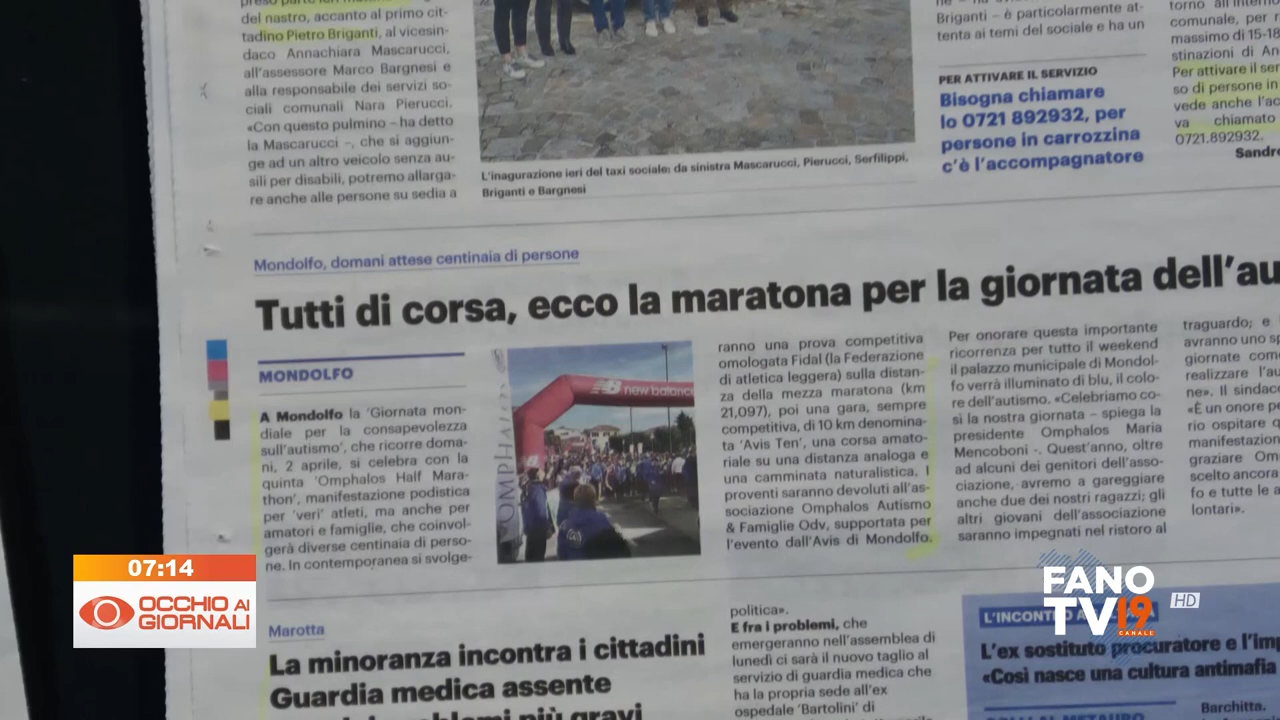 del nastro, accanto al primo cit-
tadino Pietro Briganti, al vicesin-
daco Annachiara Mascarucci,
all'assessore Marco Bargnesi e
alla responsabile dei servizi so-
ciali comunali Nara Pierucci.
«Con questo pulmino – ha detto
la Mascarucci –, che si aggiun-
ge ad un altro veicolo senza au-
sili per disabili, potremo allarga-
re anche alle persone su sedia a
L'inagurazione ieri del taxi sociale: da sinistra Mascarucci, Pierucci, Serfilippi,
Briganti e Bargnesi
Briganti – è particolarmente at-
tenta ai temi del sociale e ha un
PER ATTIVARE IL SERVIZIO
Bisogna chiamare
lo 0721 892932, per
persone in carrozzina
c'è l'accompagnatore
comunale, per
massimo di 15-18
stinazioni di An
Per attivare il ser
so di persone in
vede anche l'ac
va chiamato
0721.892932.
Sandro
Mondolfo, domani attese centinaia di persone
Tutti di corsa, ecco la maratona per la giornata dell'au
MONDOLFO
A Mondolfo la 'Giornata mon-
diale per la consapevolezza
sull'autismo', che ricorre doma-
ni, 2 aprile, si celebra con la
quinta 'Omphalos Half Mara-
thon', manifestazione podistica
per 'veri' atleti, ma anche per
amatori e famiglie, che coinvol-
gerà diverse centinaia di perso-
ne. In contemporanea si svolge-
OMPHALOS
new balance
ranno una prova competitiva
omologata Fidal (la Federazione
di atletica leggera) sulla distan-
za della mezza maratona (km
21,097), poi una gara, sempre
competitiva, di 10 km denomina-
ta 'Avis Ten', una corsa amato-
riale su una distanza analoga e
una camminata naturalistica. I
proventi saranno devoluti all'as-
sociazione Omphalos Autismo
& Famiglie Odv, supportata per
l'evento dall'Avis di Mondolfo.
Per onorare questa importante
ricorrenza per tutto il weekend
il palazzo municipale di Mondol-
fo verrà illuminato di blu, il colo-
re dell'autismo. «Celebriamo co-
sì la nostra giornata – spiega la
presidente Omphalos Maria
Mencoboni -. Quest'anno, oltre
ad alcuni dei genitori dell'asso-
ciazione, avremo a gareggiare
anche due dei nostri ragazzi; gli
altri giovani dell'associazione
saranno impegnati nel ristoro al
traguardo; e
avranno uno sp
giornate com
realizzare l'au
ne». Il sindaco
«È un onore p
rio ospitare q
manifestazion
graziare Om
scelto ancora
fo e tutte le a
lontari».
07:14
OCCHIO AI
GIORNALI
FANO
TV19
CANALE
HD
Marotta
La minoranza incontra i cittadini
Guardia medica assente
politica».
E fra i problemi, che
emergeranno nell'assemblea di
lunedì ci sarà il nuovo taglio al
servizio di guardia medica che
ha la propria sede all'ex
ospedale 'Bartolini' di
L'INCONTRO
L'ex sostituto procuratore e l'imp
«Così nasce una cultura antimafia
Barchitta.